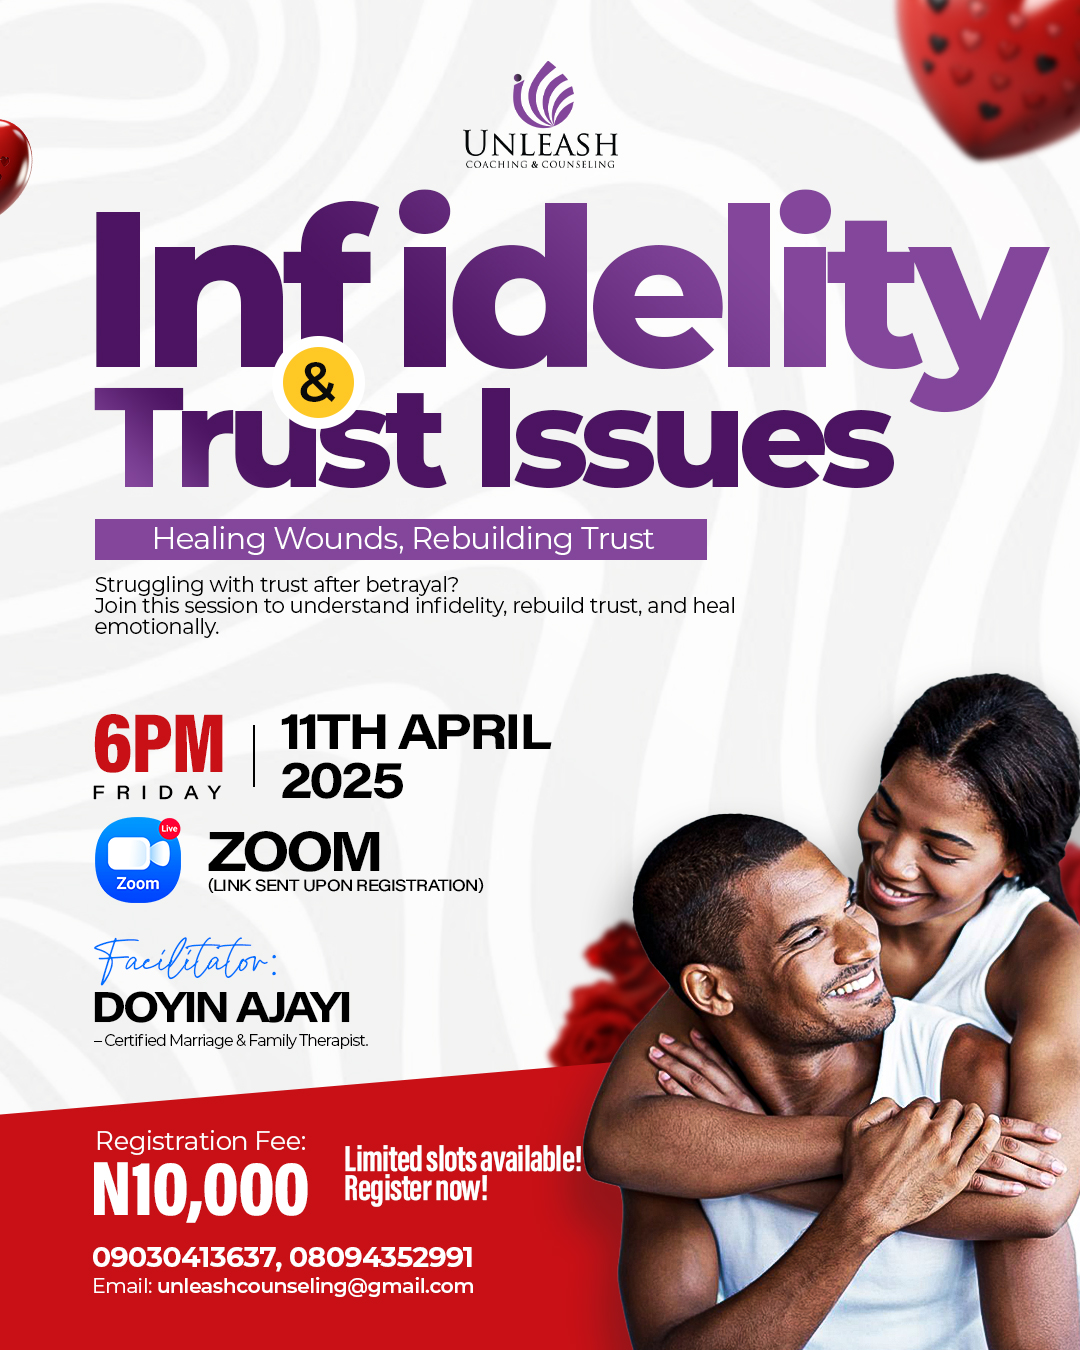 UNLEASH
COACHING & COUNSELING
Infidelity
&
Trust Issues
Healing Wounds, Rebuilding Trust
Struggling with trust after betrayal?
Join this session to understand infidelity, rebuild trust, and heal
emotionally.
6PM
FRIDAY
11TH APRIL
2025
Live
Zoom
ZOOM
(LINK SENT UPON REGISTRATION)
Facilitator:
DOYIN AJAYI
– Certified Marriage & Family Therapist.
Registration Fee:
N10,000
Limited slots available!
Register now!
09030413637, 08094352991
Email: unleashcounseling@gmail.com